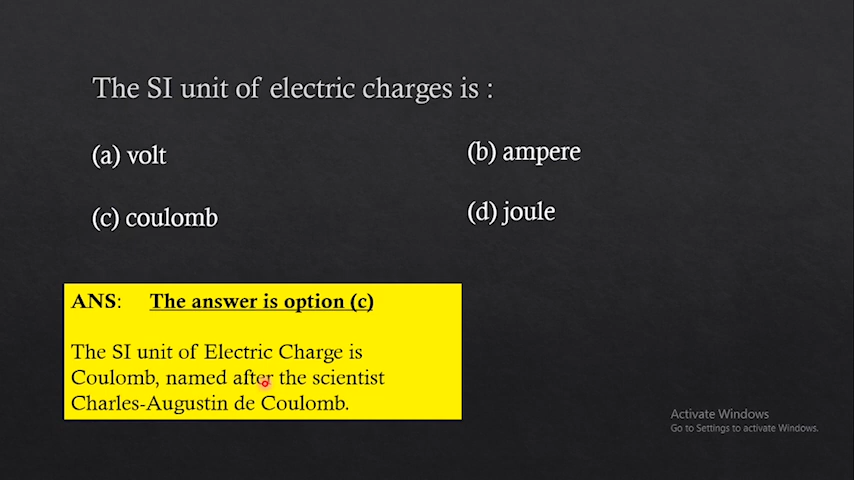 The SI unit of electric charges is :
(a) volt
(b) ampere
(c) coulomb
(d) joule
ANS: The answer is option (c)
The SI unit of Electric Charge is
Coulomb, named after the scientist
Charles-Augustin de Coulomb.
Activate Windows
Go to Settings to activate Windows.